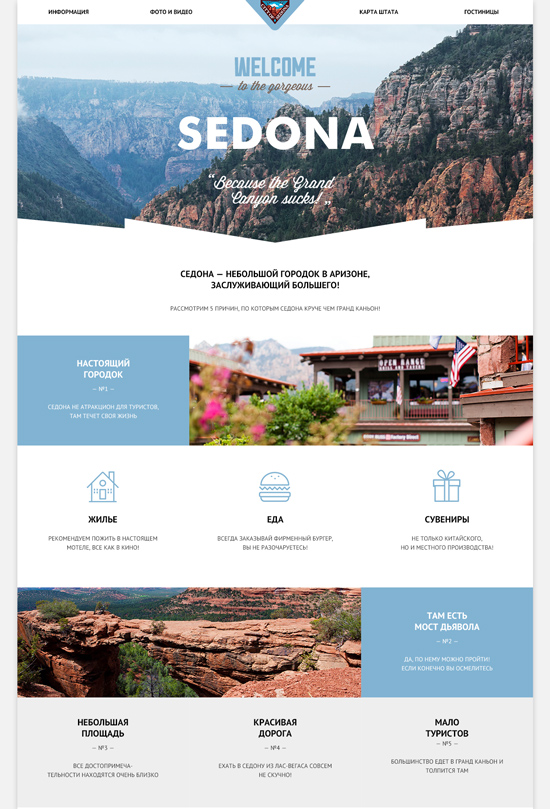 ИНФОРМАЦИЯ
ФОТО И ВИДЕО
КАРТА ШТАТА
ГОСТИНИЦЫ
WELCOME
— to the gorgeous —
SEDONA
“Because the Grand
Canyon sucks! „
СЕДОНА — НЕБОЛЬШОЙ ГОРОДОК В АРИЗОНЕ,
ЗАСЛУЖИВАЮЩИЙ БОЛЬШЕГО!
РАССМОТРИМ 5 ПРИЧИН, ПО КОТОРЫМ СЕДОНА КРУЧЕ ЧЕМ ГРАНД КАНЬОН!
НАСТОЯЩИЙ
ГОРОДОК
— №1 —
СЕДОНА НЕ АТРАКЦИОН ДЛЯ ТУРИСТОВ,
ТАМ ТЕЧЕТ СВОЯ ЖИЗНЬ
OPEN RANGE
GRILL AND TAVERN
ЖИЛЬЕ
РЕКОМЕНДУЕМ ПОЖИТЬ В НАСТОЯЩЕМ
МОТЕЛЕ, ВСЕ КАК В КИНО!
ЕДА
ВСЕГДА ЗАКАЗЫВАЙ ФИРМЕННЫЙ БУРГЕР,
ВЫ НЕ РАЗОЧАРУЕТЕСЬ!
СУВЕНИРЫ
НЕ ТОЛЬКО КИТАЙСКОГО,
НО И МЕСТНОГО ПРОИЗВОДСТВА!
ТАМ ЕСТЬ
МОСТ ДЬЯВОЛА
— №2 —
ДА, ПО НЕМУ МОЖНО ПРОЙТИ!
ЕСЛИ КОНЕЧНО ВЫ ОСМЕЛИТЕСЬ
НЕБОЛЬШАЯ
ПЛОЩАДЬ
— №3 —
ВСЕ ДОСТОПРИМЕЧА-
ТЕЛЬНОСТИ НАХОДЯТСЯ ОЧЕНЬ БЛИЗКО
КРАСИВАЯ
ДОРОГА
— №4 —
ЕХАТЬ В СЕДОНУ ИЗ ЛАС-ВЕГАСА СОВСЕМ
НЕ СКУЧНО!
МАЛО
ТУРИСТОВ
— №5 —
БОЛЬШИНСТВО ЕДЕТ В ГРАНД КАНЬОН И
ТОЛПИТСЯ ТАМ